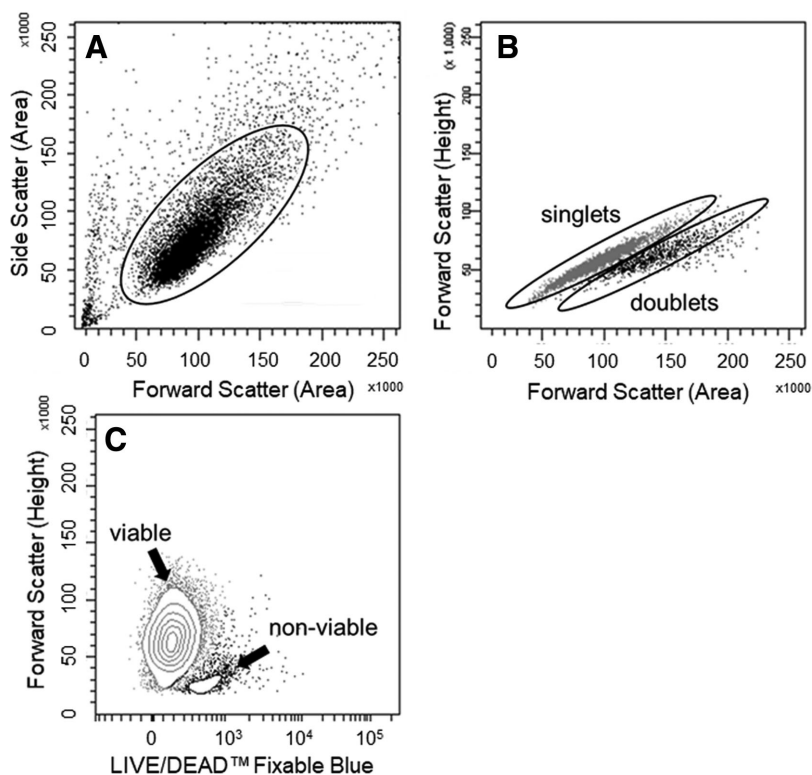 A
x1000
250
200
150
100
50
0
Side Scatter (Area)
0 50 100 150 200 250
Forward Scatter (Area) x1000
B
(x 1,000)
250
200
150
100
50
Forward Scatter (Height)
singlets
doublets
0 50 100 150 200 250
Forward Scatter (Area) x1000
C
x1000
250
200
150
100
50
0
Forward Scatter (Height)
viable
non-viable
0 10³ 10⁴ 10⁵
LIVE/DEAD™ Fixable Blue